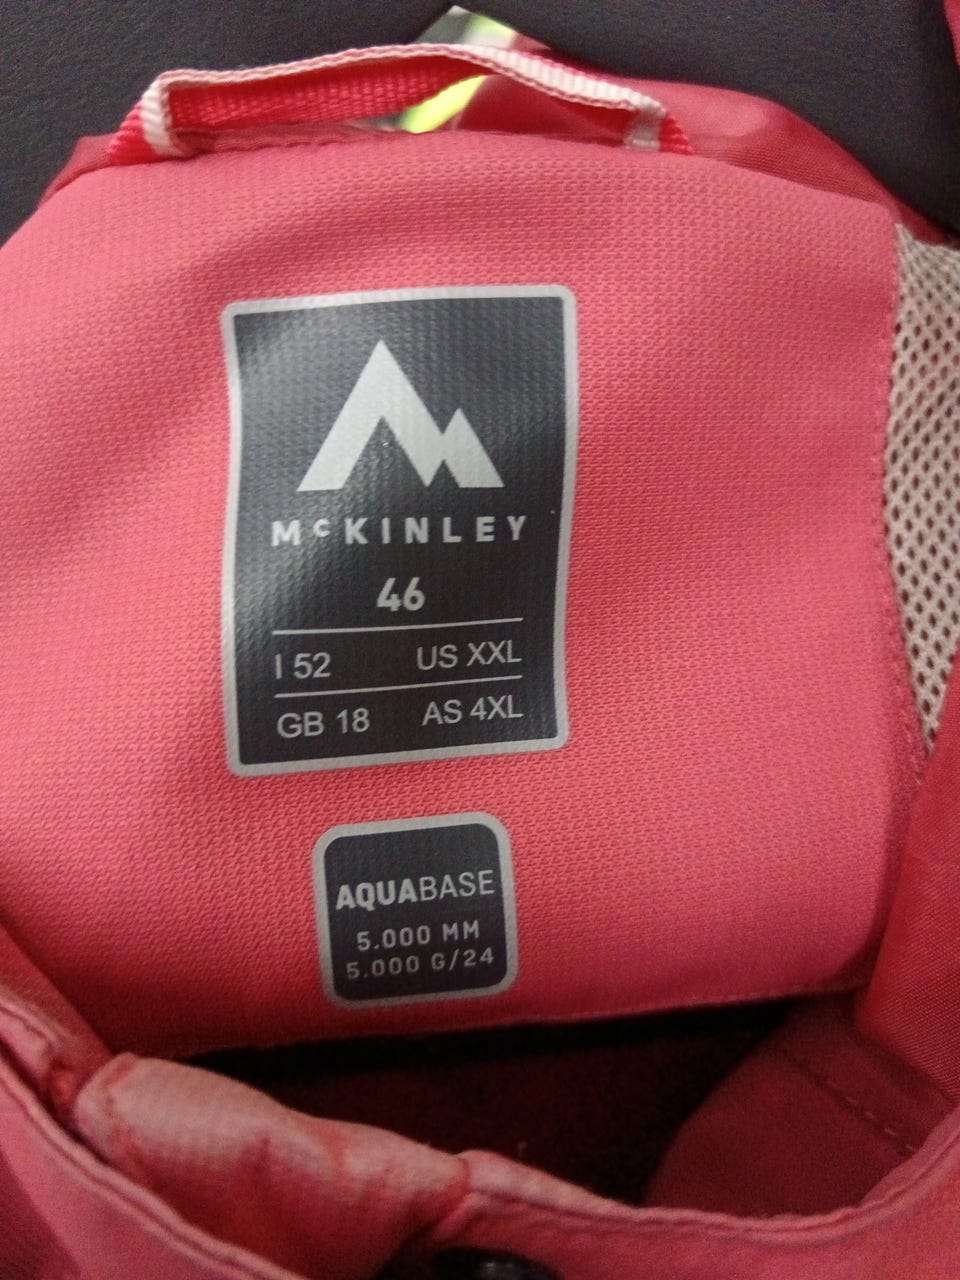 McKINLEY
46
I 52 US XXL
GB 18 AS 4XL
AQUABASE
5.000 MM
5.000 G/24